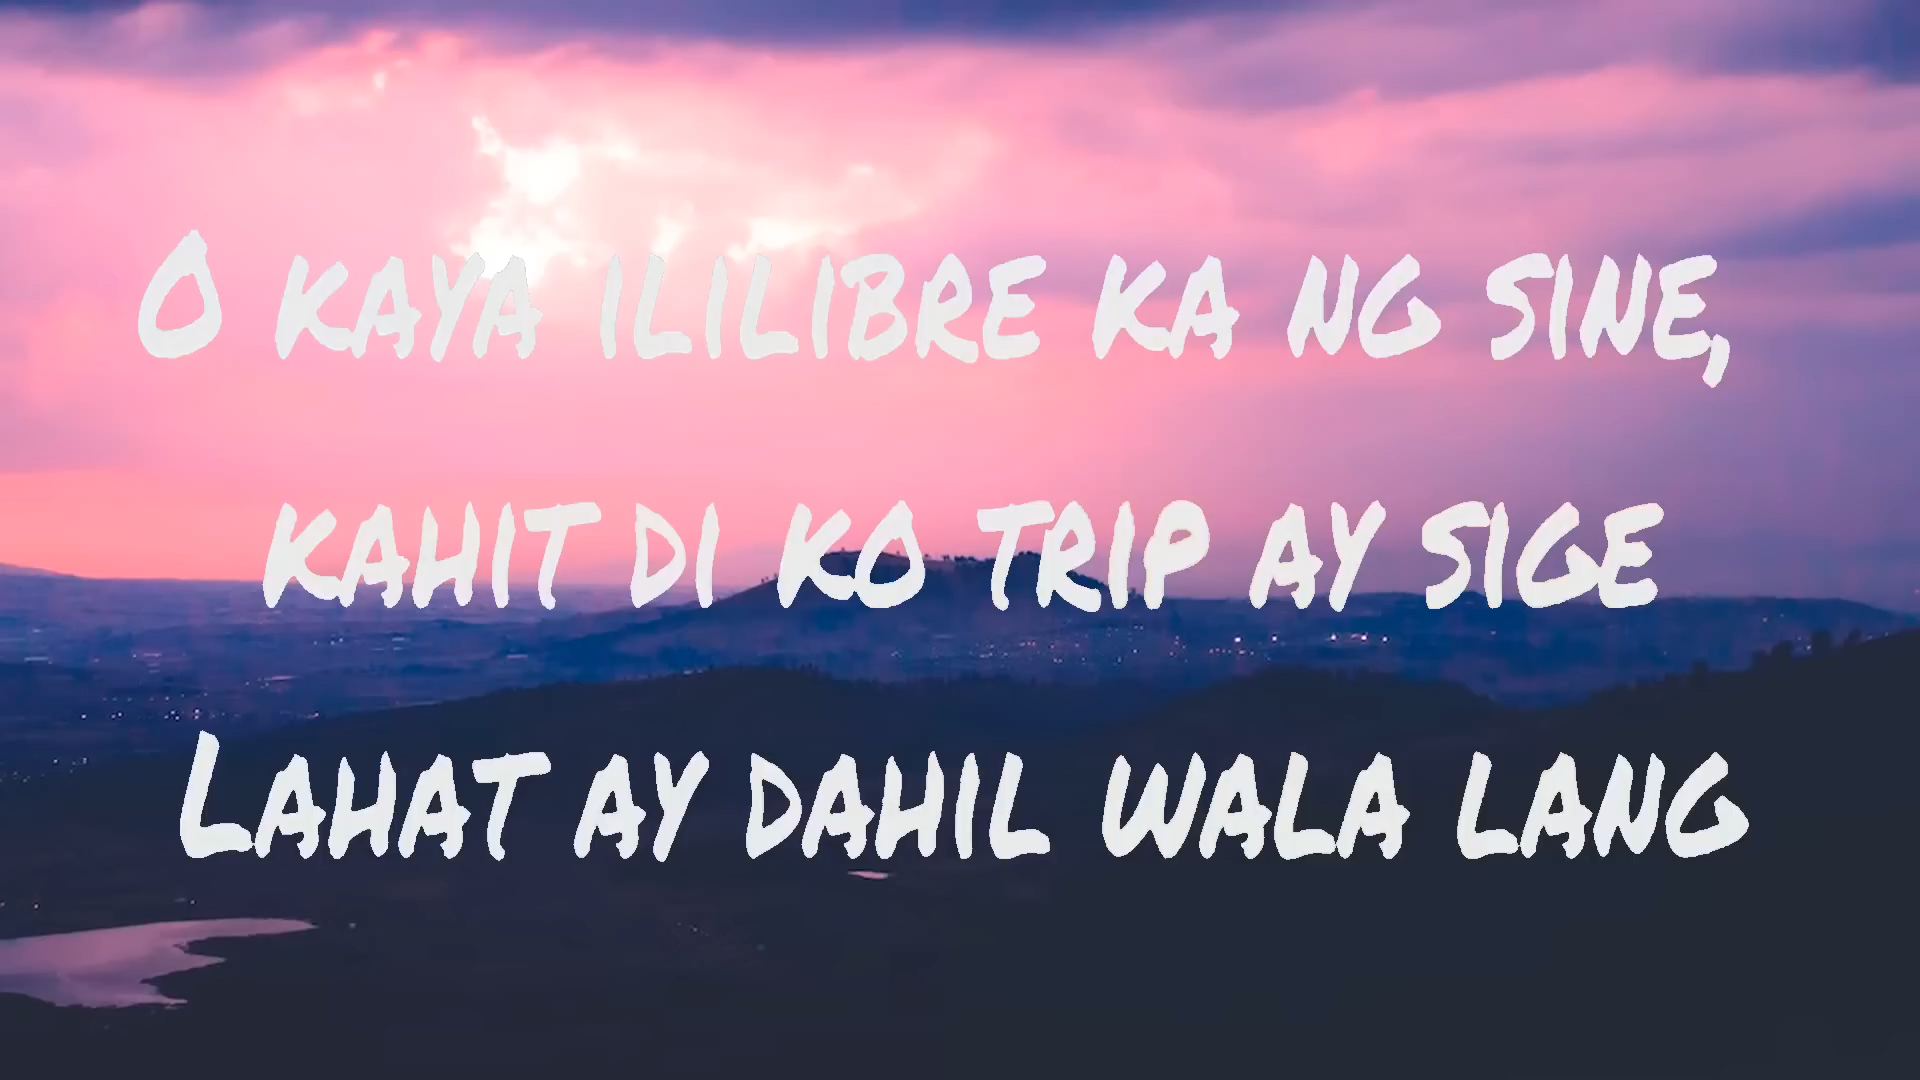 O kaya ililibre ka ng sine,
kahit di ko trip ay sige
Lahat ay dahil wala lang